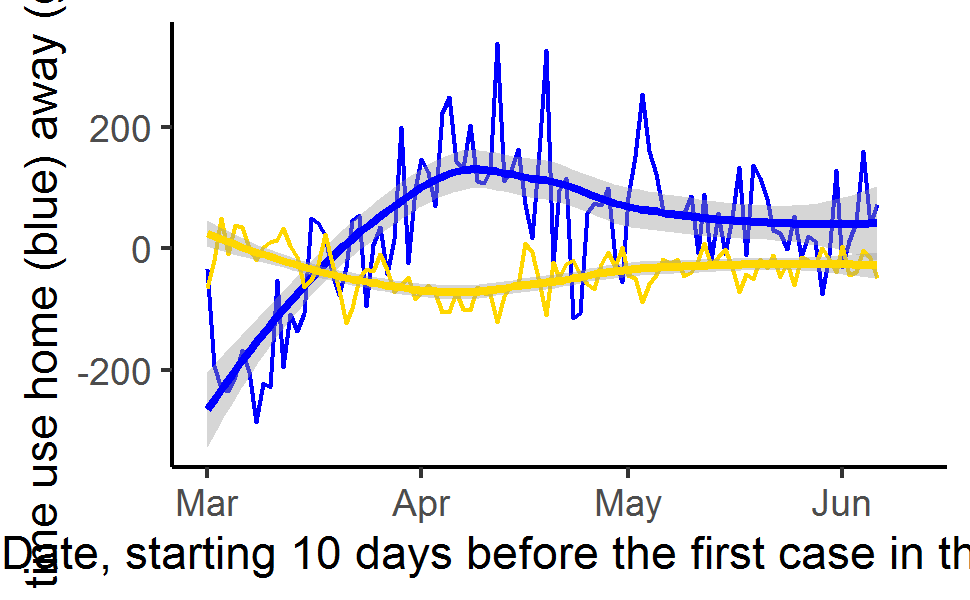 time use home (blue) away (
200
0
-200
Mar Apr May Jun
Date, starting 10 days before the first case in th